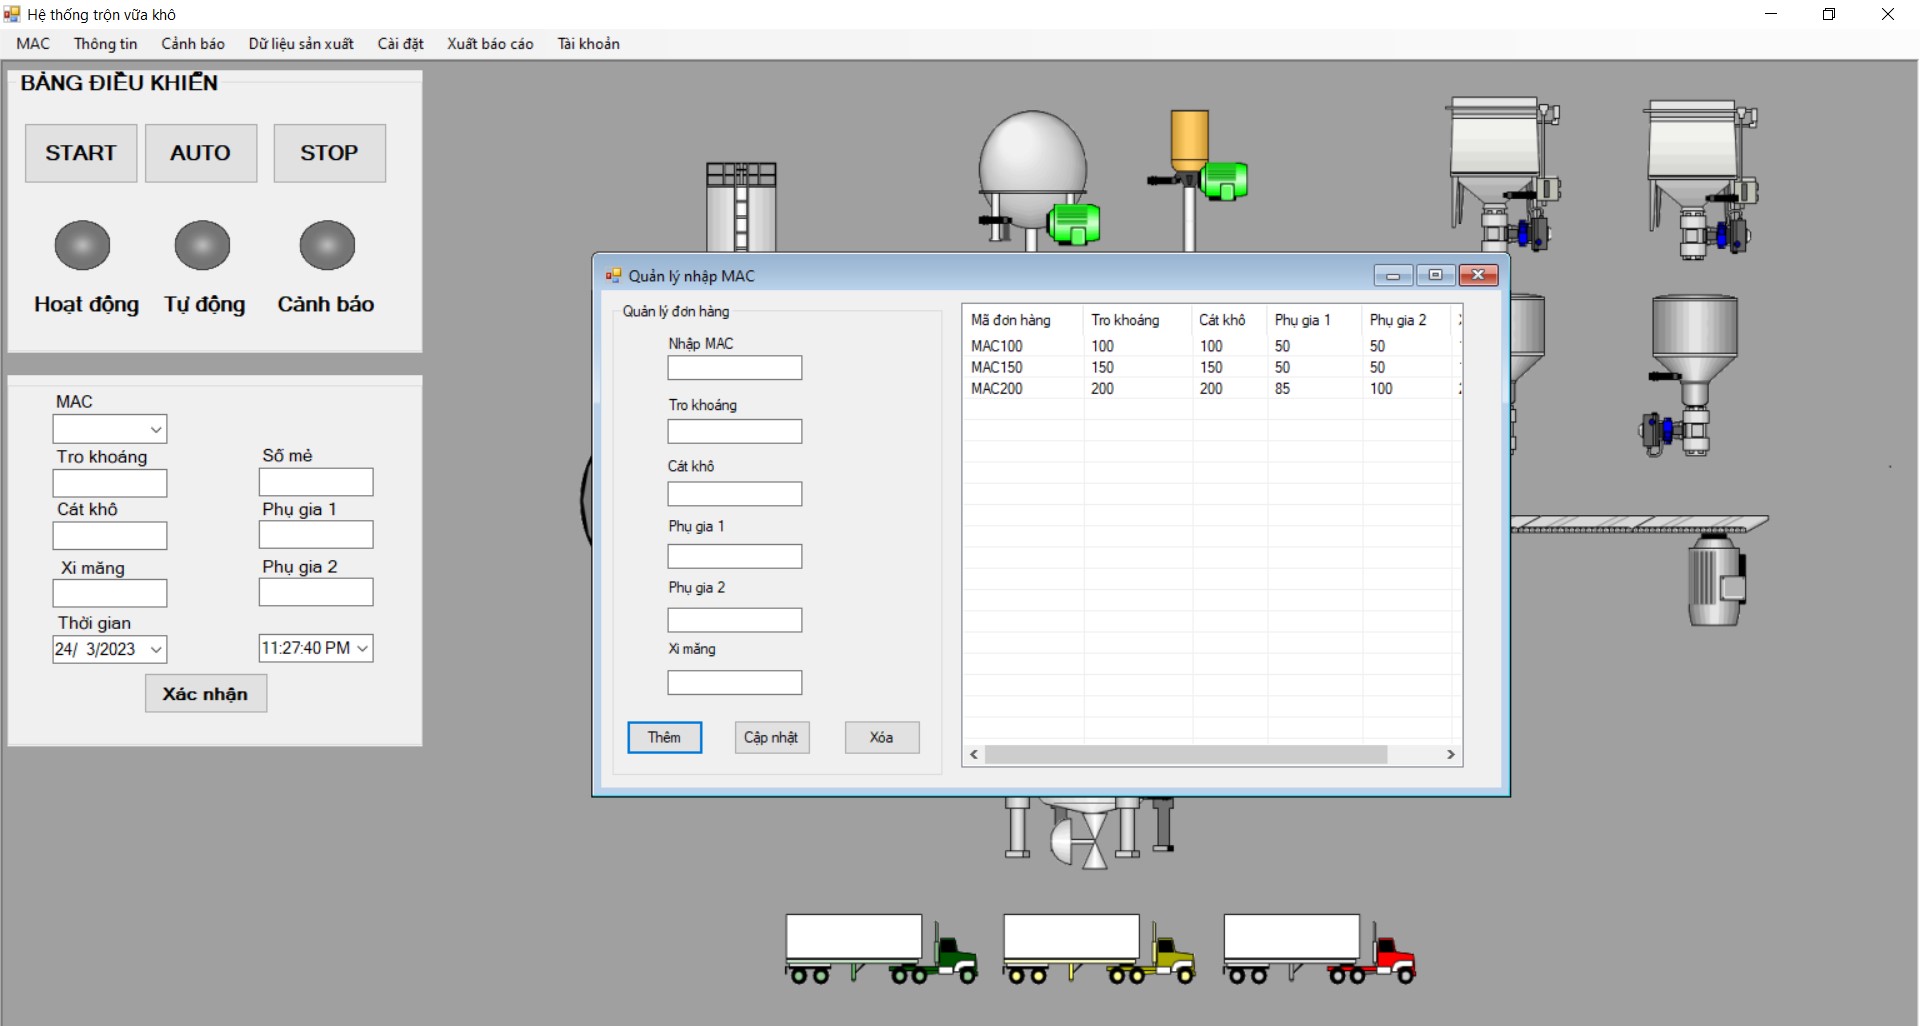 Hệ thống trộn vữa khô
MAC Thông tin Cảnh báo Dữ liệu sản xuất Cài đặt Xuất báo cáo Tài khoản
BẢNG ĐIỀU KHIỂN
START AUTO STOP
Hoạt động Tự động Cảnh báo
MAC
Tro khoáng Số mẻ
Cát khô Phụ gia 1
Xi măng Phụ gia 2
Thời gian
24/ 3/2023 11:27:40 PM
Xác nhận
Quản lý nhập MAC
Quản lý đơn hàng
Nhập MAC
Tro khoáng
Cát khô
Phụ gia 1
Phụ gia 2
Xi măng
Thêm Cập nhật Xóa
Mã đơn hàng Tro khoáng Cát khô Phụ gia 1 Phụ gia 2
MAC100 100 100 50 50
MAC150 150 150 50 50
MAC200 200 200 85 100